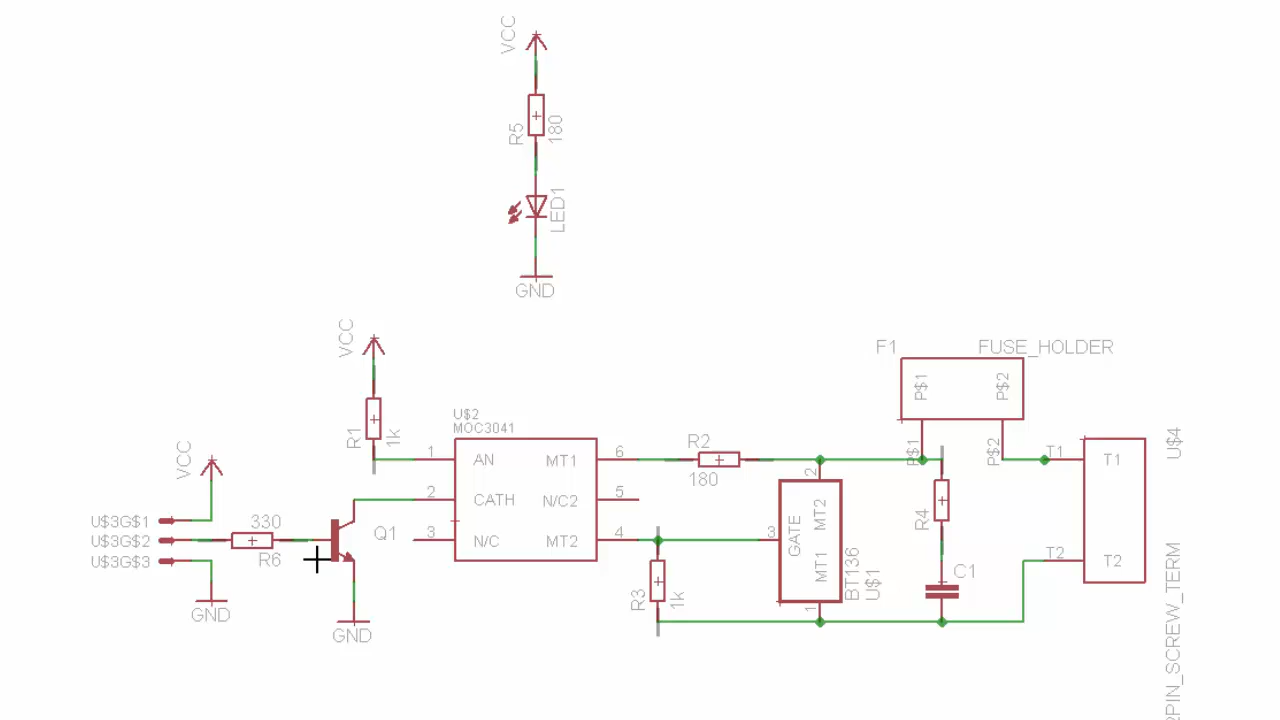 VCC
R5
180
LED1
GND
VCC
R1
1k
F1
FUSE_HOLDER
P$1
P$2
P$1
P$2
U$2
MOC3041
1
AN
MT1
6
2
CATH
N/C2
5
3
N/C
MT2
4
R2
180
VCC
U$3G$1
U$3G$2
U$3G$3
330
R6
GND
Q1
GND
R3
1k
2
3
GATE
MT2
MT1
1
BT136
U$1
R4
C1
T1
T1
T2
T2
U$4
2PIN_SCREW_TERM